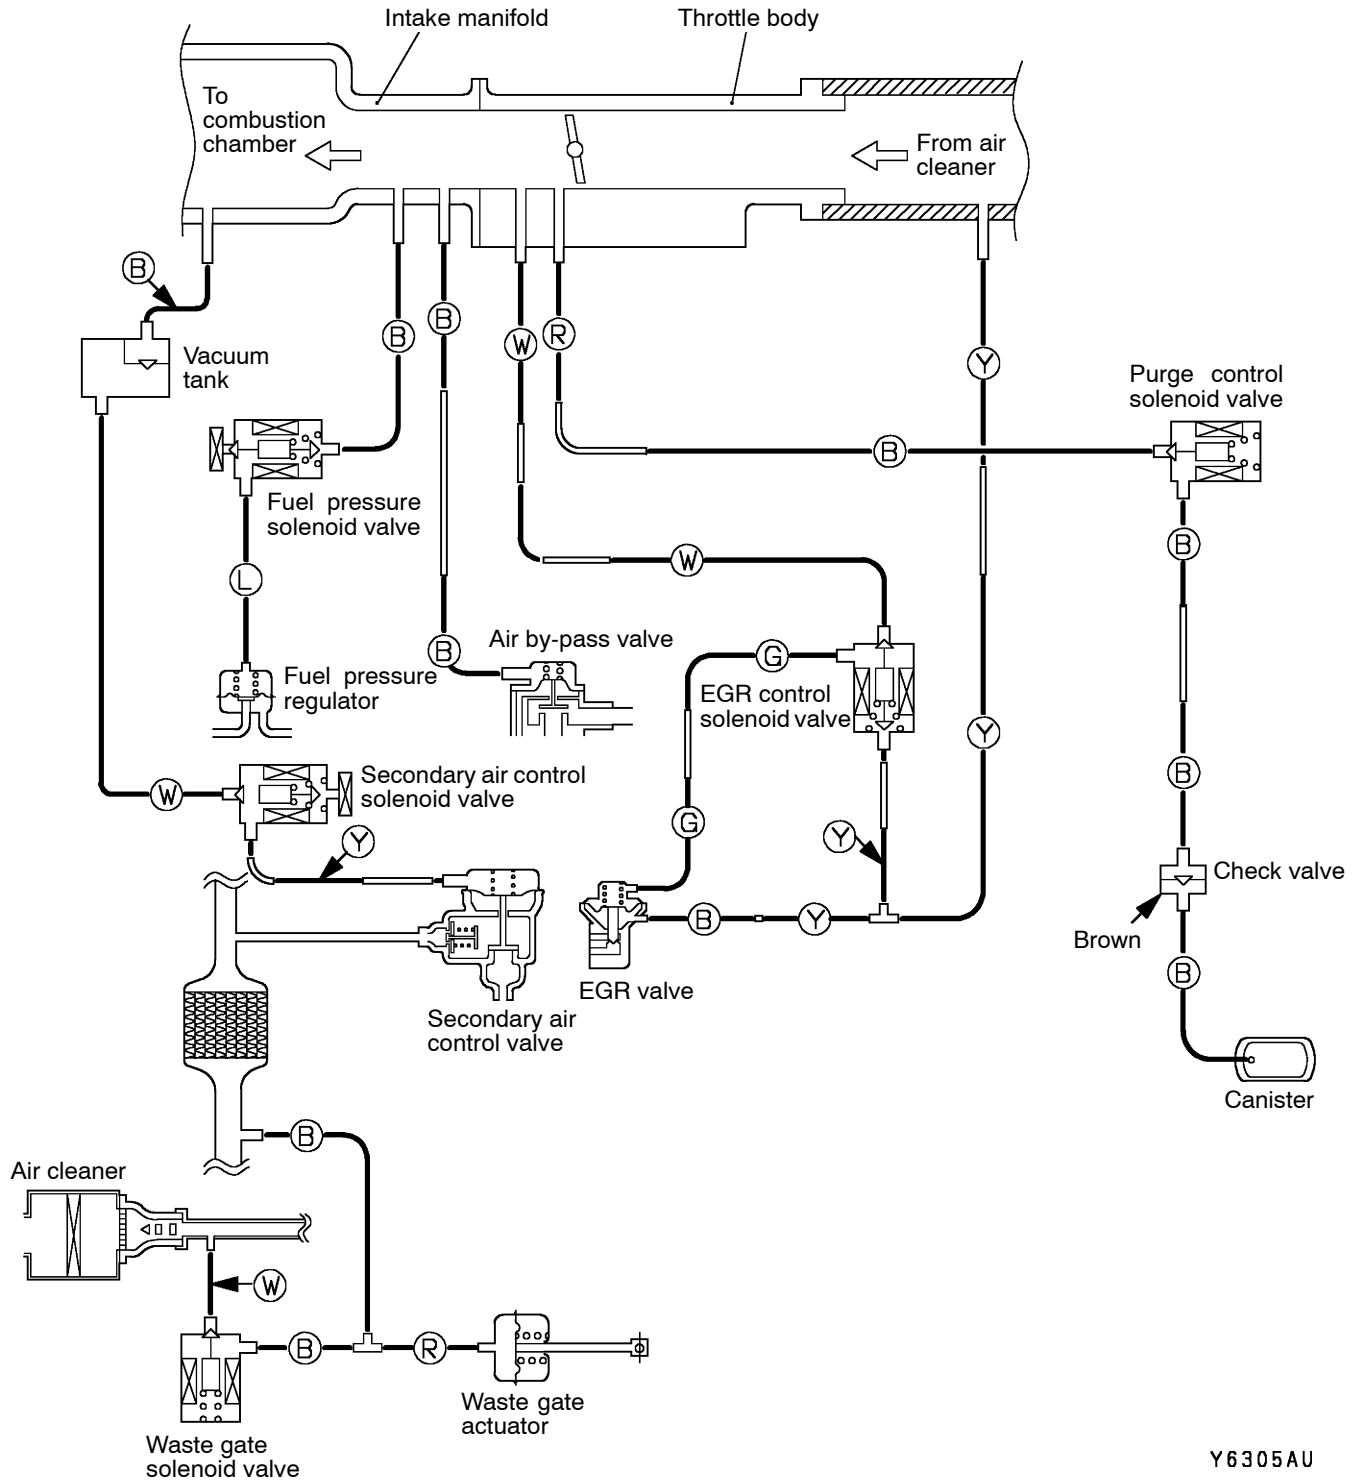 Intake manifold
Throttle body
To
combustion
chamber
From air
cleaner
B
B
B
W
R
Y
Vacuum
tank
Purge control
solenoid valve
B
Fuel pressure
solenoid valve
B
W
L
Air by-pass valve
B
G
Fuel pressure
regulator
EGR control
solenoid valve
Y
Secondary air control
solenoid valve
W
B
Y
G
Y
Check valve
B
Y
Brown
B
EGR valve
Secondary air
control valve
Canister
B
Air cleaner
W
B
R
Waste gate
actuator
Waste gate
solenoid valve
Y6305AU